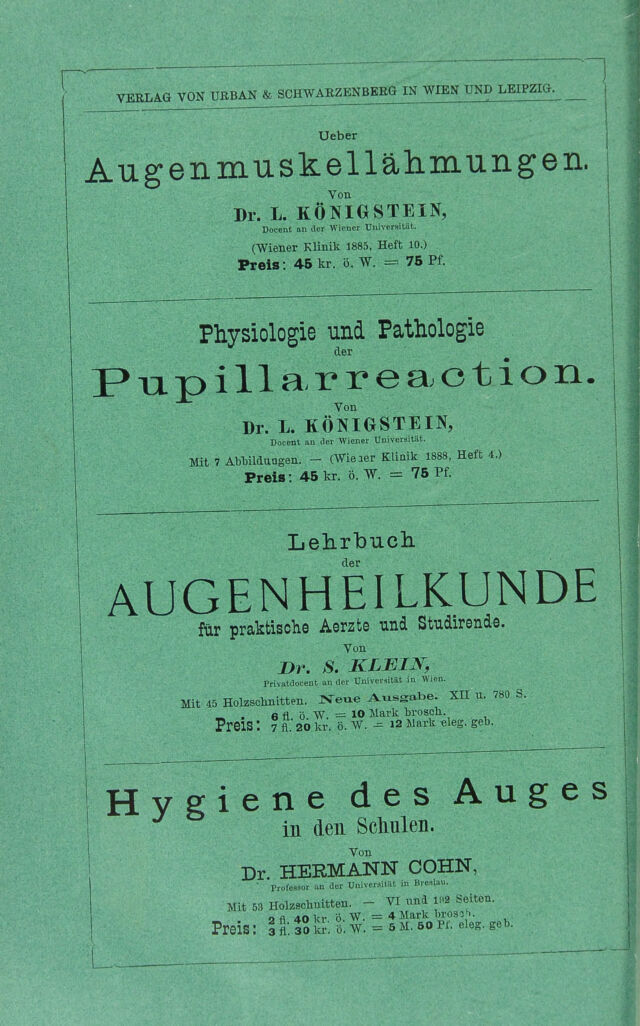 VERLAG VON URBAN & SCHWARZENBERG IN WIEN UND LEIPZIG.
Ueber
Augenmuskellähmungen.
Von
Dr. L. KÖNIGSTEIN,
Docent an der Wiener Universität.
(Wiener Klinik 1885, Heft 10.)
Preis: 45 kr. ö. W. = 75 Pf.
Physiologie und Pathologie
der
Pupillarreaction.
Von
Dr. L. KÖNIGSTEIN,
Docent an der Wiener Universität.
Mit 7 Abbildungen. — (Wiener Klinik 1888, Heft 4.)
Preis: 45 kr. ö. W. = 75 Pf.
Lehrbuch
der
AUGENHEILKUNDE
für praktische Aerzte und Studirende.
Von
Dr. S. KLEIN,
Privatdocent an der Universität in Wien.
Mit 45 Holzschnitten. Neue Ausgabe. XII u. 780 S.
Preis: 6 fl. ö. W. = 10 Mark brosch.
7 fl. 20 kr. ö. W. = 12 Mark eleg. geb.
Hygiene des Auges
in den Schulen.
Von
Dr. HERMANN COHN,
Professor an der Universität in Breslau.
Mit 53 Holzschnitten. — VI und 192 Seiten.
Preis: 2 fl. 40 kr. ö. W. = 4 Mark brosch.
3 fl. 30 kr. ö. W. = 5 M. 50 Pf. eleg. geb.